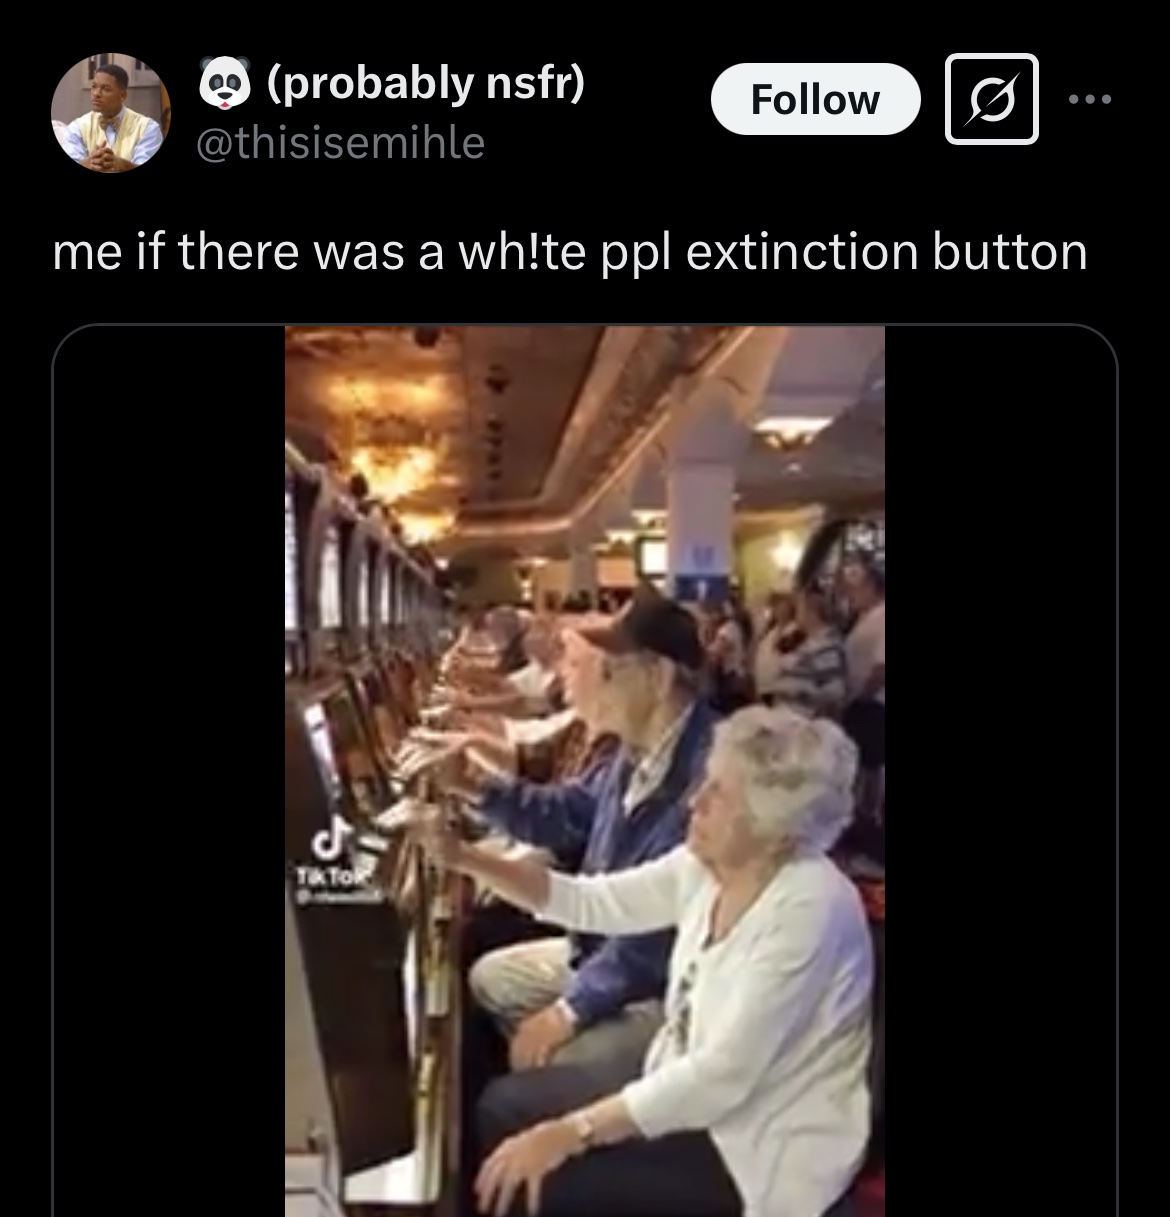 🐼 (probably nsfr)
Follow
@thisisemihle
me if there was a wh!te ppl extinction button
TikTok